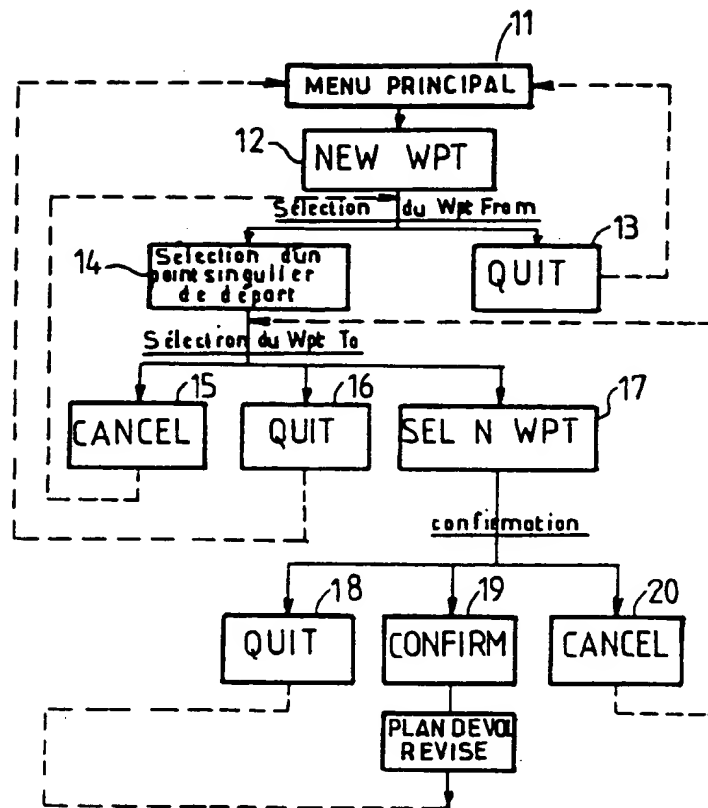 11
MENU PRINCIPAL
12
NEW WPT
Sélection du Wpt From
13
14
Sélection d'un
point singulier
de départ
QUIT
Sélection du Wpt To
15
16
17
CANCEL
QUIT
SEL N WPT
confirmation
18
19
20
QUIT
CONFIRM
CANCEL
PLAN DE VOL
REVISE